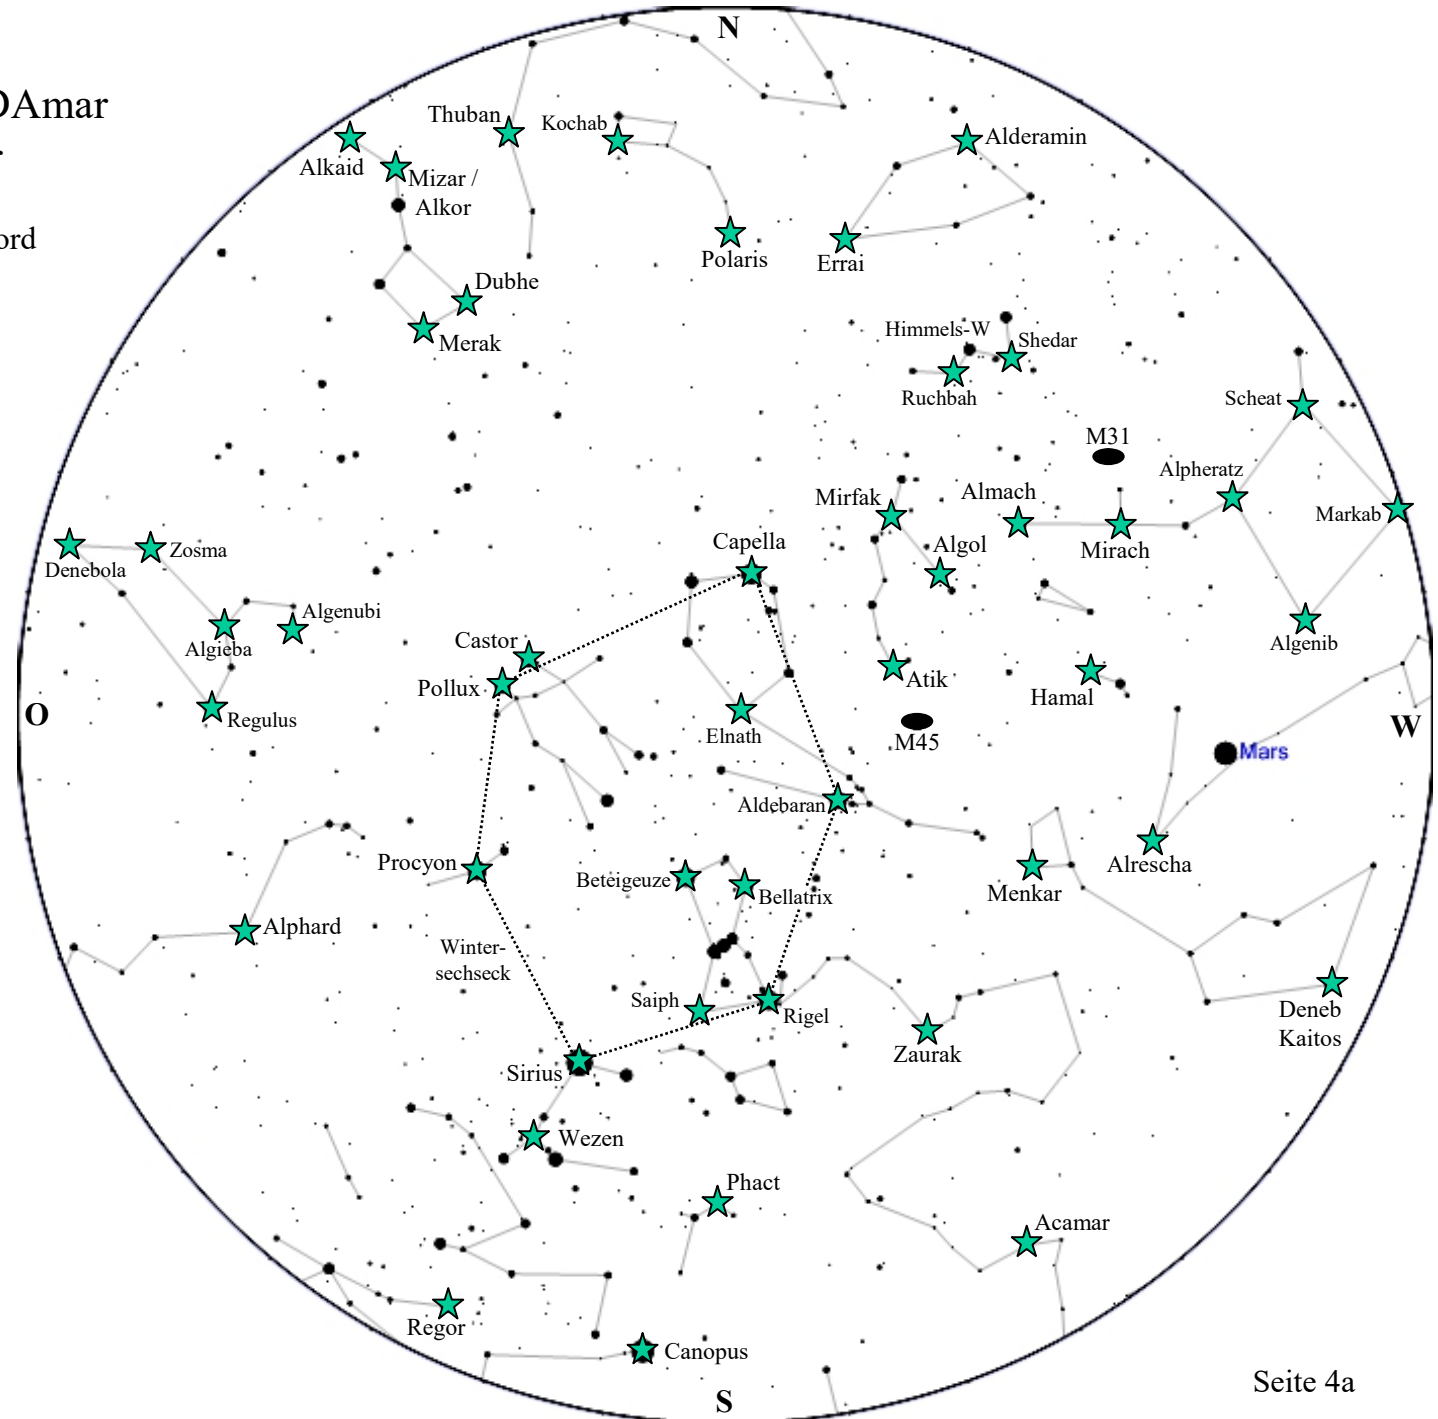 N
DAmar
Thuban
Kochab
Alderamin
Alkaid
Mizar /
Alkor
Polaris
Errai
Dubhe
Merak
Himmels-W
Shedar
Ruchbah
Scheat
M31
Alpheratz
Mirfak
Almach
Markab
Mirach
Capella
Algol
Denebola
Zosma
Algenubi
Algieba
Algenib
Castor
Pollux
Atik
Hamal
Regulus
O
W
Elnath
M45
Mars
Aldebaran
Procyon
Beteigeuze
Bellatrix
Menkar
Alrescha
Alphard
Winter-
sechseck
Saiph
Rigel
Deneb
Kaitos
Zaurak
Sirius
Wezen
Phact
Acamar
Regor
Canopus
Seite 4a
S